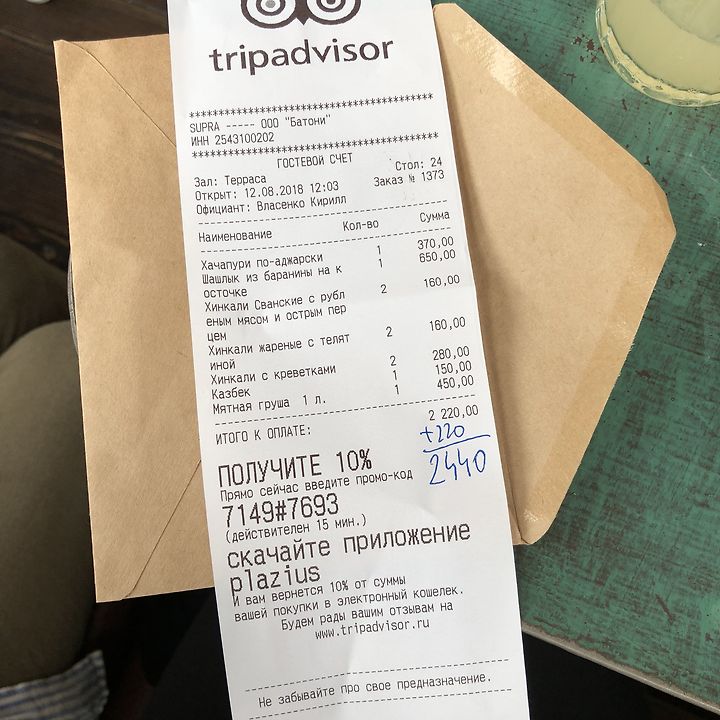 tripadvisor
************************************
SUPRA ----- ООО "Батони"
ИНН 2543100202
************************************
ГОСТЕВОЙ СЧЕТ
Зал: Терраса Стол: 24
Открыт: 12.08.2018 12:03 Заказ № 1373
Официант: Власенко Кирилл
Наименование Кол-во Сумма
Хачапури по-аджарски 1 370,00
Шашлык из баранины на к 1 650,00
осточке
Хинкали Сванские с рубл 2 160,00
еным мясом и острым пер
цем
Хинкали жареные с телят 2 160,00
иной
Хинкали с креветками 2 280,00
Казбек 1 150,00
Мятная груша 1 л. 1 450,00
ИТОГО К ОПЛАТЕ: 2 220,00
+220
2440
ПОЛУЧИТЕ 10%
Прямо сейчас введите промо-код
7149#7693
(действителен 15 мин.)
скачайте приложение
plazius
И вам вернется 10% от суммы
вашей покупки в электронный кошелек.
Будем рады вашим отзывам на
www.tripadvisor.ru
Не забывайте про свое предназначение.